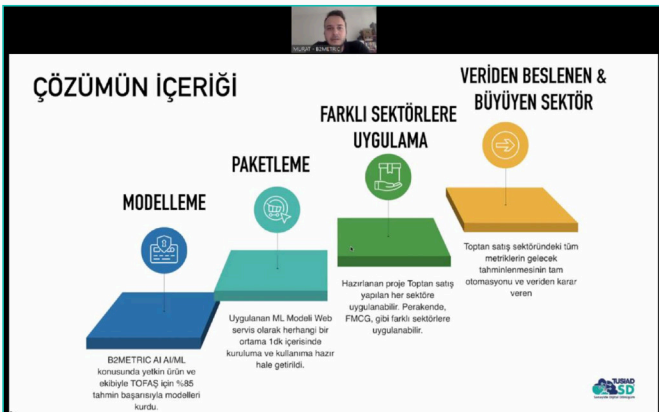 MURAT - B2METRIC
ÇÖZÜMÜN İÇERİĞİ
MODELLEME
B2METRIC AI AI/ML
konusunda yetkin ürün ve
ekibiyle TOFAŞ için %85
tahmin başarısıyla modelleri
kurdu.
PAKETLEME
Uygulanan ML Modeli Web
servis olarak herhangi bir
ortama 1dk içerisinde
kuruluma ve kullanıma hazır
hale getirildi.
FARKLI SEKTÖRLERE
UYGULAMA
Hazırlanan proje Toptan satış
yapılan her sektöre
uygulanabilir. Perakende,
FMCG, gibi farklı sektörlere
uygulanabilir.
VERİDEN BESLENEN &
BÜYÜYEN SEKTÖR
Toptan satış sektöründeki tüm
metriklerin gelecek
tahminlenmesinin tam
otomasyonu ve veriden karar
veren
TUSIAD
SD